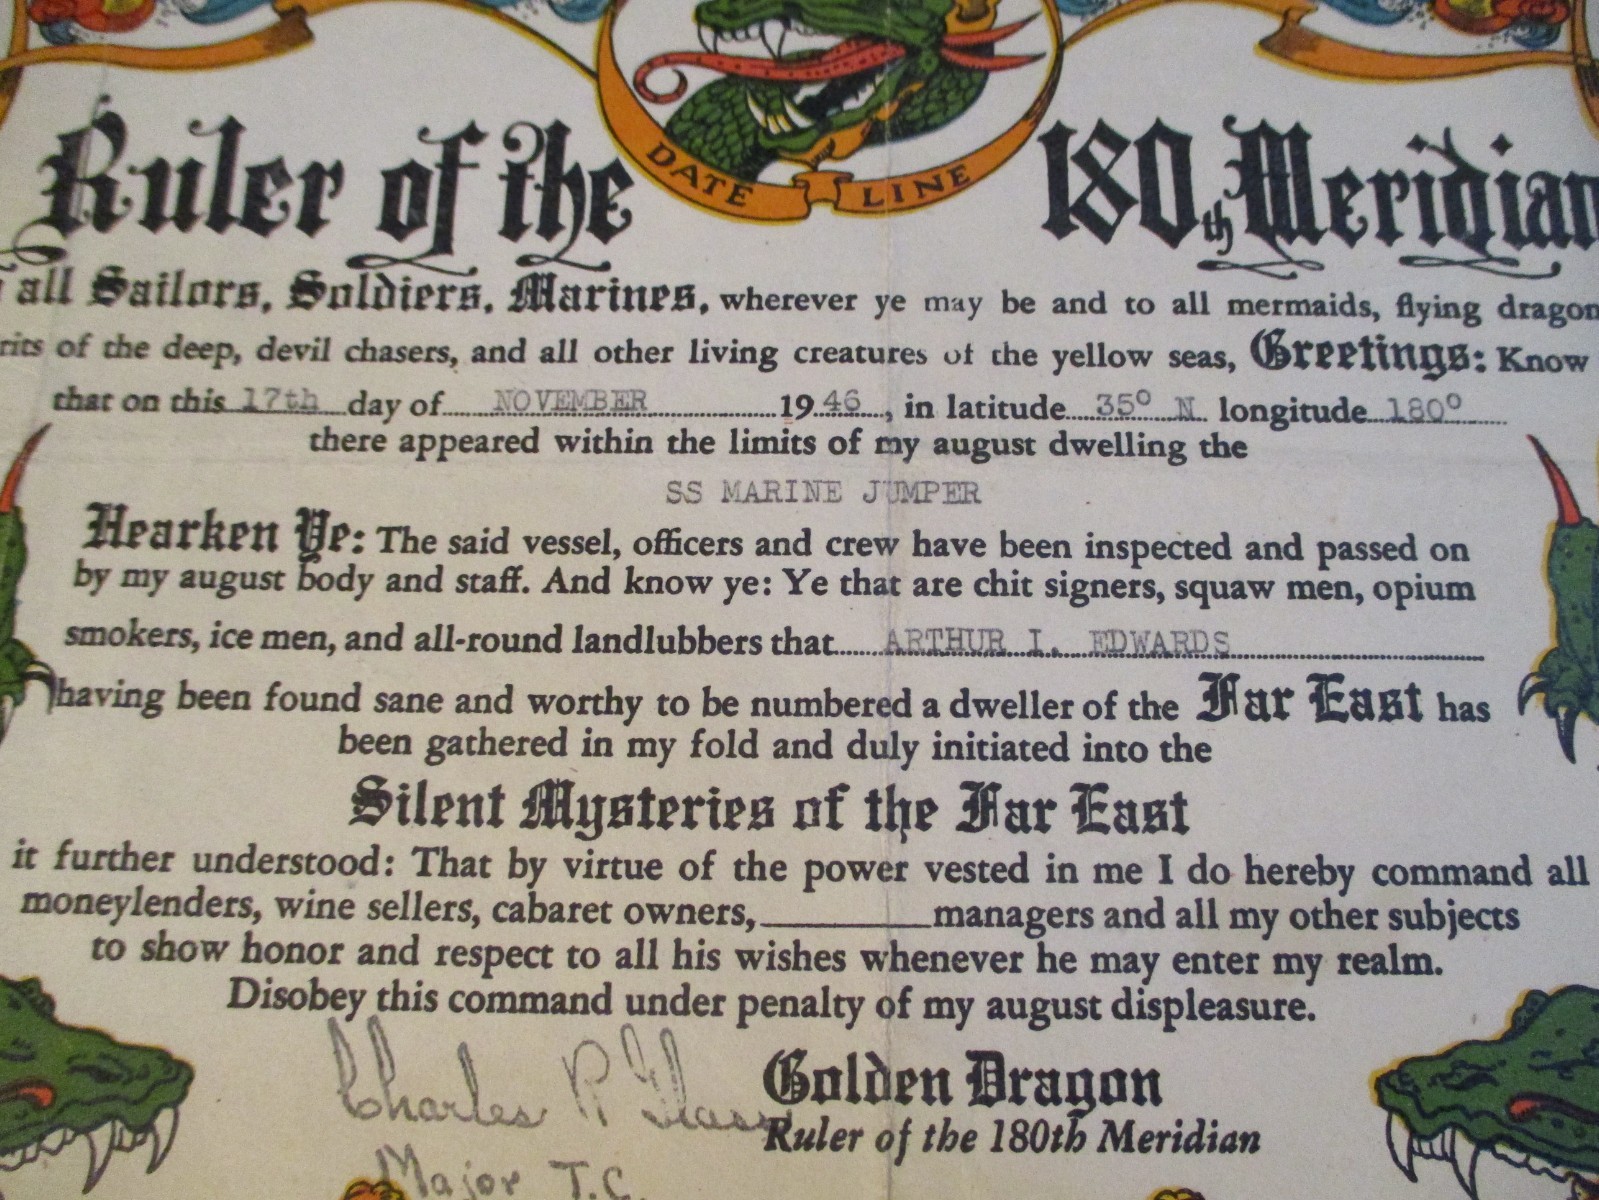 DATE LINE
Ruler of the 180th Meridian
all Sailors, Soldiers, Marines, wherever ye may be and to all mermaids, flying dragon
rits of the deep, devil chasers, and all other living creatures of the yellow seas, Greetings: Know
that on this 17th day of NOVEMBER 1946, in latitude 35° N longitude 180°
there appeared within the limits of my august dwelling the
SS MARINE JUMPER
Hearken Ye: The said vessel, officers and crew have been inspected and passed on
by my august body and staff. And know ye: Ye that are chit signers, squaw men, opium
smokers, ice men, and all-round landlubbers that ARTHUR I. EDWARDS
having been found sane and worthy to be numbered a dweller of the Far East has
been gathered in my fold and duly initiated into the
Silent Mysteries of the Far East
it further understood: That by virtue of the power vested in me I do hereby command all
moneylenders, wine sellers, cabaret owners, managers and all my other subjects
to show honor and respect to all his wishes whenever he may enter my realm.
Disobey this command under penalty of my august displeasure.
Charles P
Golden Dragon
Ruler of the 180th Meridian
Major T.C.